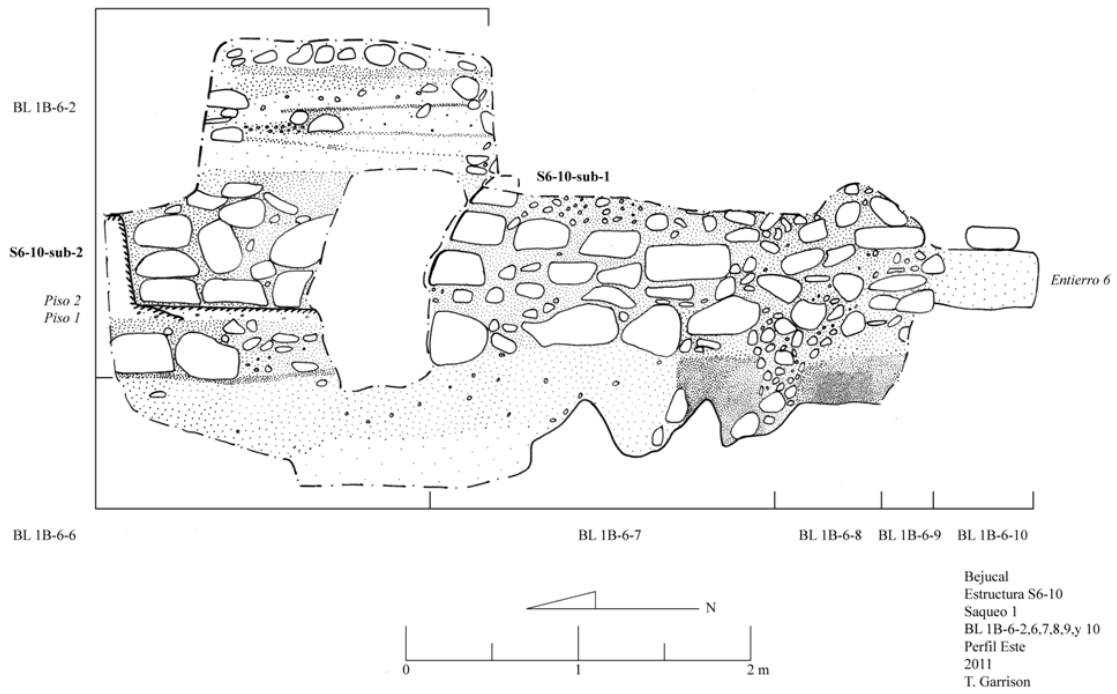 BL 1B-6-2
S6-10-sub-1
S6-10-sub-2
Entierro 6
Piso 2
Piso 1
BL 1B-6-6
BL 1B-6-7
BL 1B-6-8
BL 1B-6-9
BL 1B-6-10
N
0
1
2 m
Bejucal
Estructura S6-10
Saqueo 1
BL 1B-6-2,6,7,8,9,y 10
Perfil Este
2011
T. Garrison